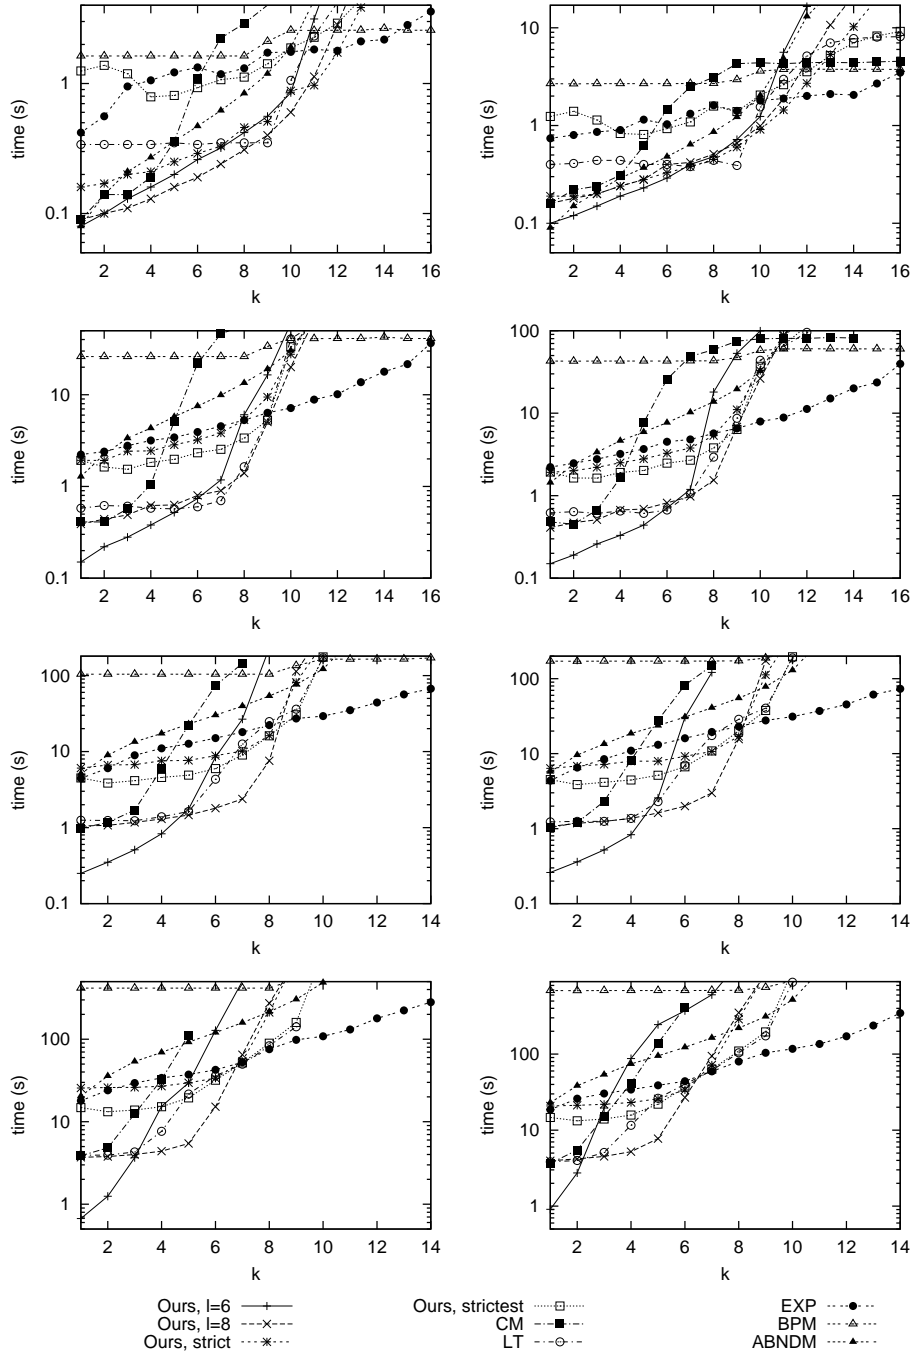 time (s)
1
0.1
2 4 6 8 10 12 14 16
k
time (s)
10
1
0.1
2 4 6 8 10 12 14 16
k
time (s)
10
1
0.1
2 4 6 8 10 12 14 16
k
time (s)
100
10
1
0.1
2 4 6 8 10 12 14 16
k
time (s)
100
10
1
0.1
2 4 6 8 10 12 14
k
time (s)
100
10
1
0.1
2 4 6 8 10 12 14
k
time (s)
100
10
1
2 4 6 8 10 12 14
k
time (s)
100
10
1
2 4 6 8 10 12 14
k
Ours, l=6
Ours, l=8
Ours, strict
Ours, strictest
CM
LT
EXP
BPM
ABNDM